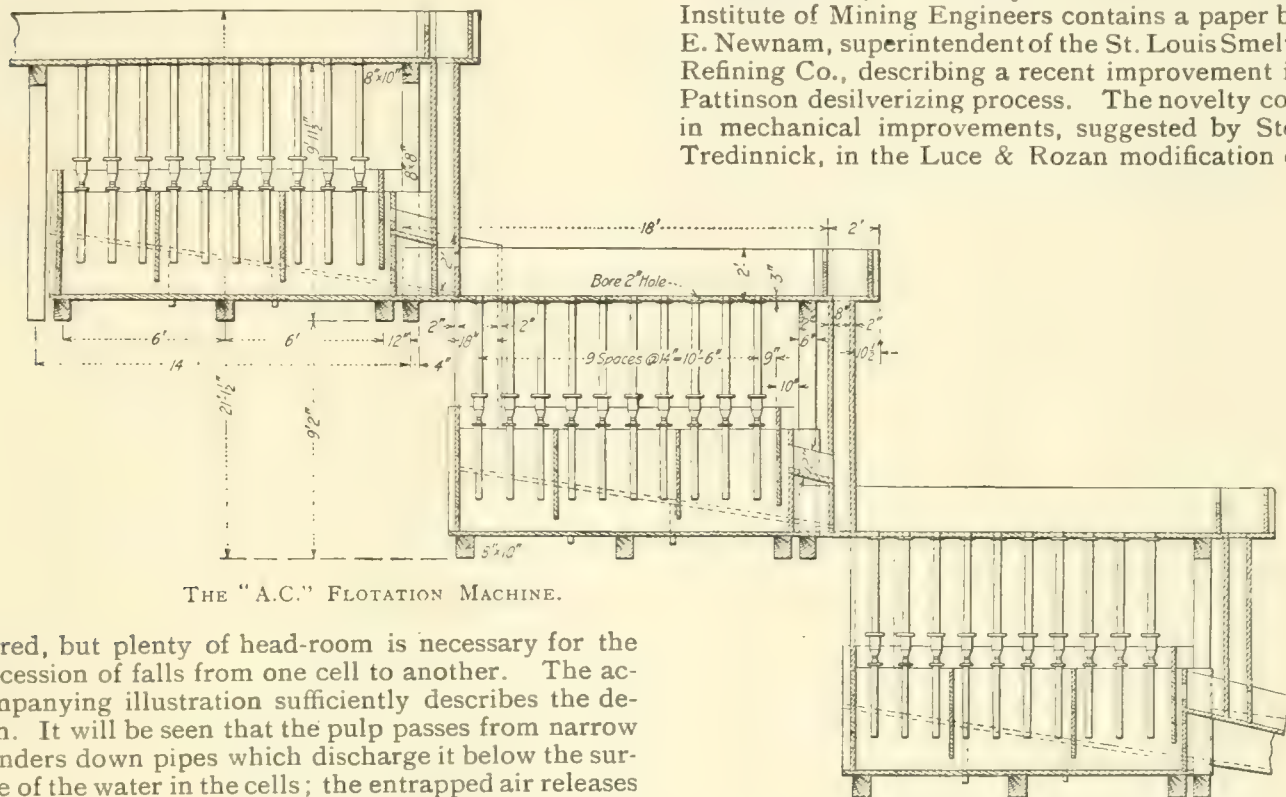 Institute of Mining Engineers contains a paper b
E. Newnam, superintendent of the St. Louis Smel
Refining Co., describing a recent improvement i
Pattinson desilverizing process. The novelty co
in mechanical improvements, suggested by Ste
Tredinnick, in the Luce & Rozan modification
8"x10"
9'11½"
8"x8"
2'
18'
2'
2'
3"
Bore 2" Hole
8"
2"
6"
10½"
6'
6'
12"
2"
18"
2"
14
4"
9 Spaces @ 14"=10'-6"
9"
10"
21'-1½"
9'2"
THE "A.C." FLOTATION MACHINE.
red, but plenty of head-room is necessary for the
cession of falls from one cell to another. The ac-
mpanying illustration sufficiently describes the de-
n. It will be seen that the pulp passes from narrow
nders down pipes which discharge it below the sur-
e of the water in the cells; the entrapped air releases